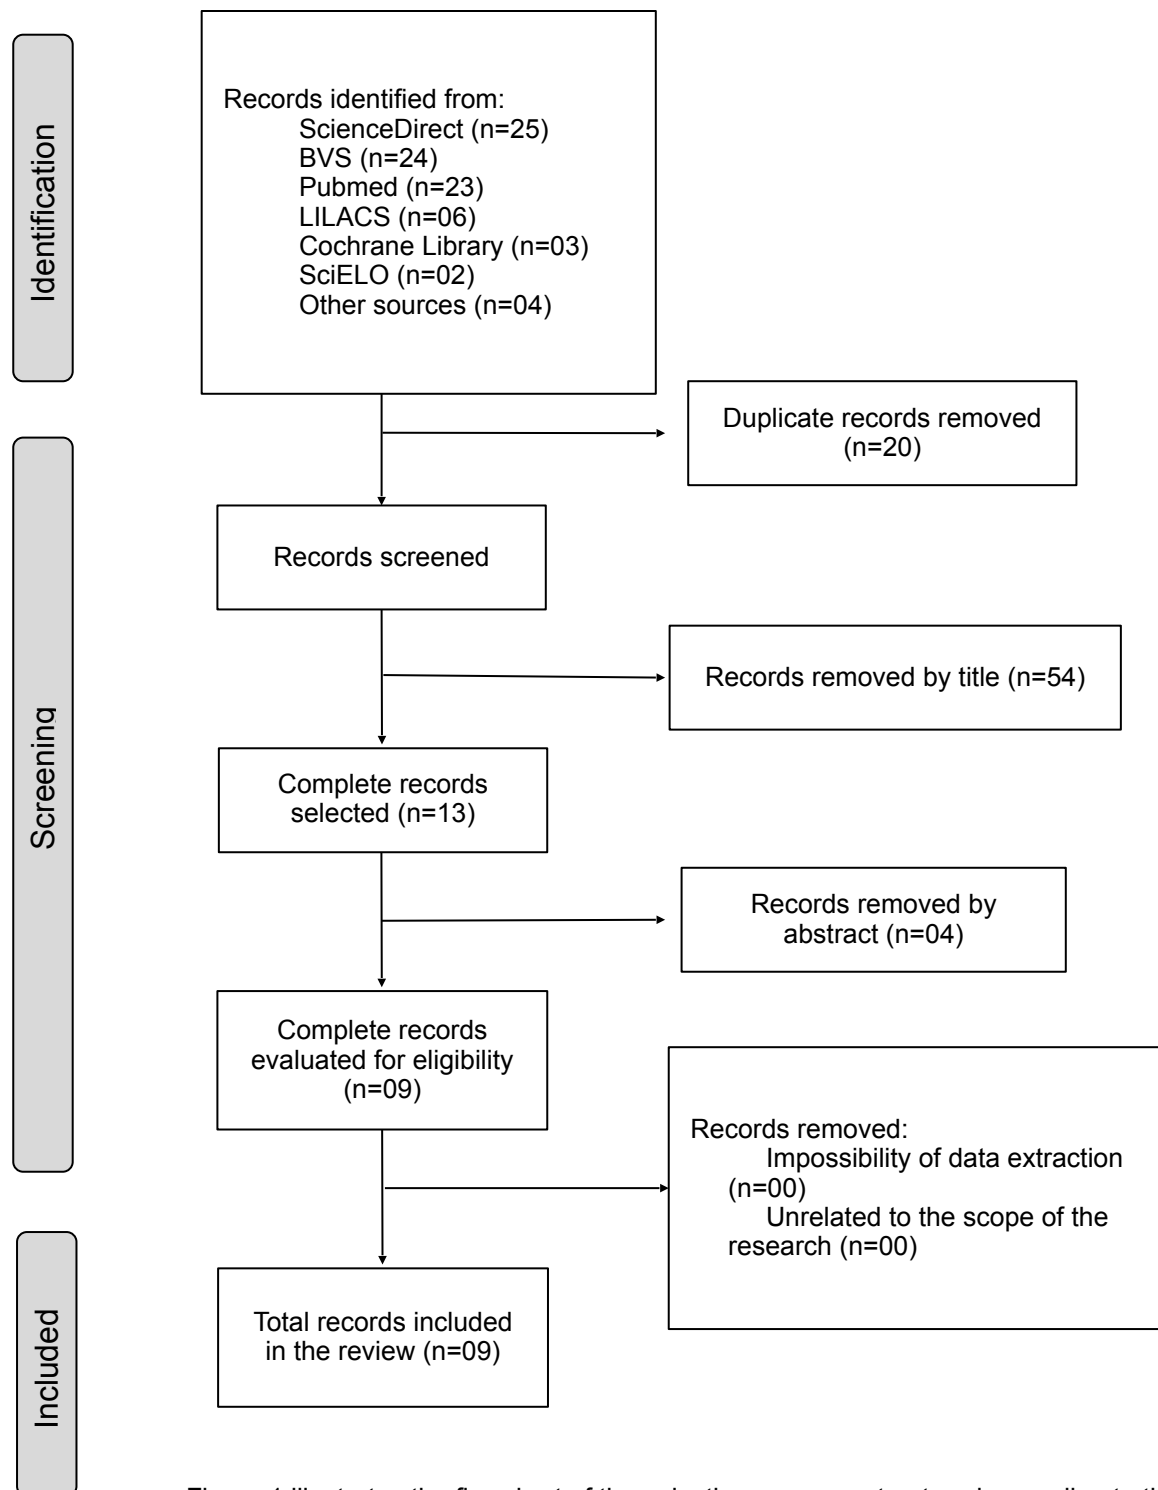 Identification
Records identified from:
ScienceDirect (n=25)
BVS (n=24)
Pubmed (n=23)
LILACS (n=06)
Cochrane Library (n=03)
SciELO (n=02)
Other sources (n=04)
Duplicate records removed
(n=20)
Screening
Records screened
Records removed by title (n=54)
Complete records
selected (n=13)
Records removed by
abstract (n=04)
Complete records
evaluated for eligibility
(n=09)
Records removed:
Impossibility of data extraction
(n=00)
Unrelated to the scope of the
research (n=00)
Included
Total records included
in the review (n=09)